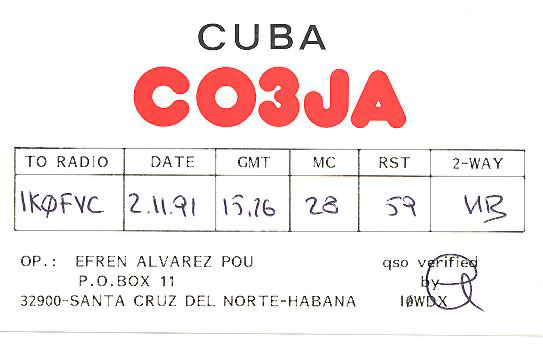 CUBA
CO3JA
TO RADIO DATE GMT MC RST 2-WAY
IKØFVC 2.11.91 15,26 28 59
OP.: EFREN ALVAREZ POU qso verified
P.O.BOX 11 by
32900-SANTA CRUZ DEL NORTE-HABANA IØWDX